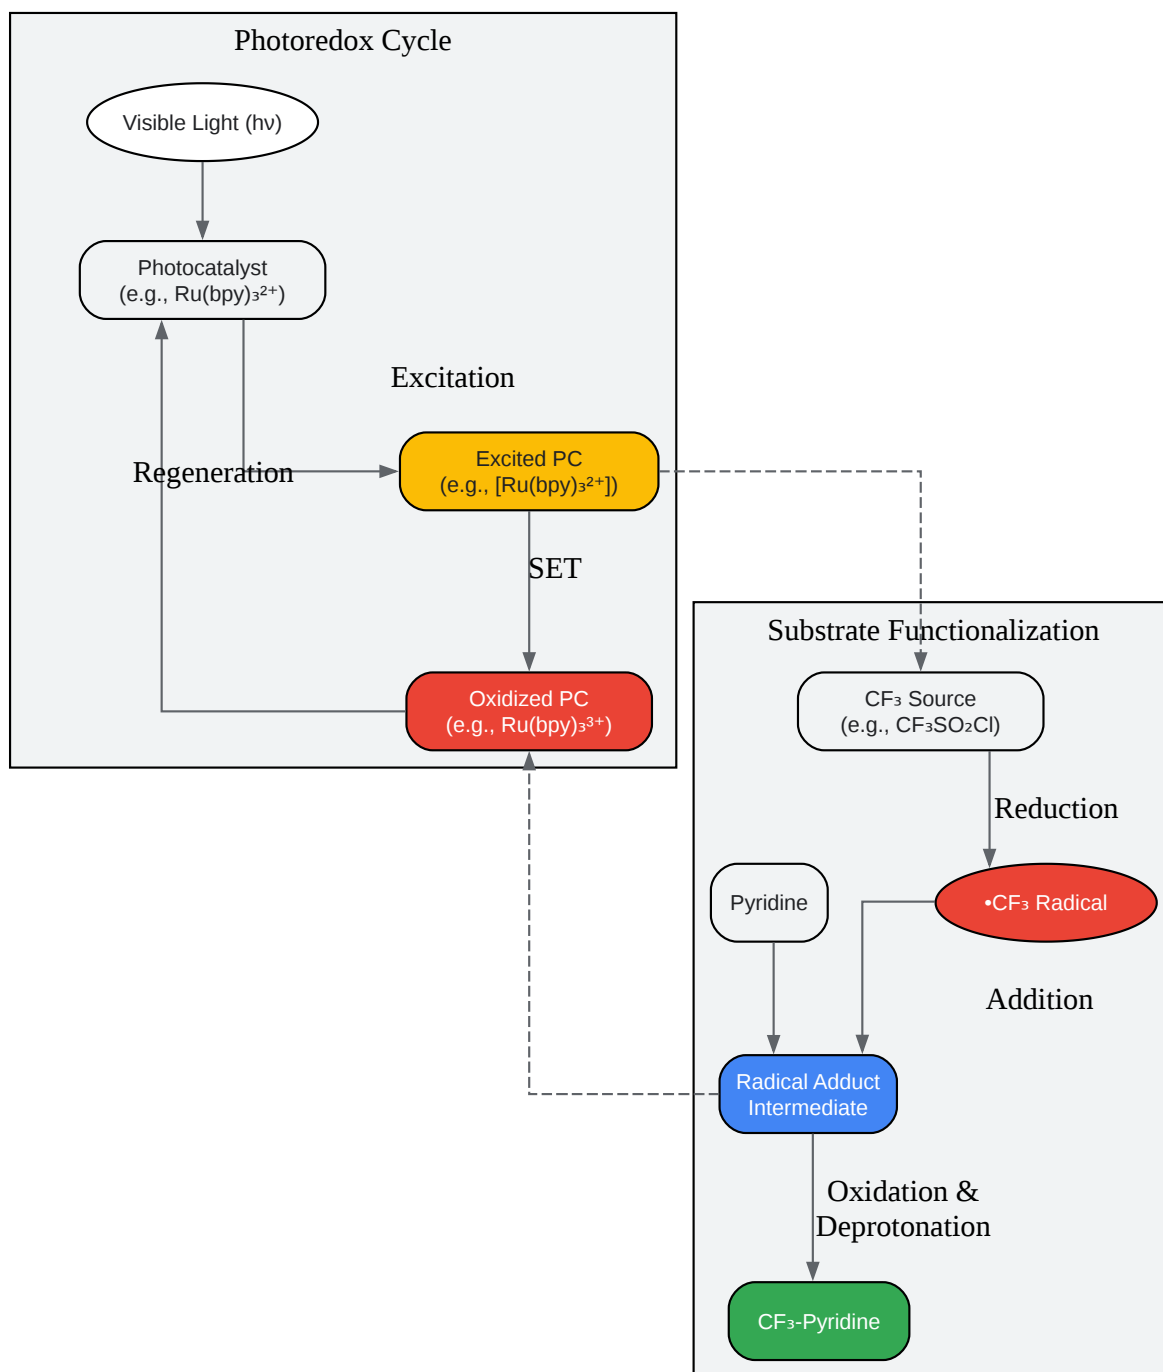 Photoredox Cycle
Visible Light (hν)
Photocatalyst
(e.g., Ru(bpy)₃²⁺)
Excitation
Regeneration
Excited PC
(e.g., [Ru(bpy)₃²⁺])
SET
Oxidized PC
(e.g., Ru(bpy)₃³⁺)
Substrate Functionalization
CF₃ Source
(e.g., CF₃SO₂Cl)
Reduction
Pyridine
•CF₃ Radical
Addition
Radical Adduct
Intermediate
Oxidation &
Deprotonation
CF₃-Pyridine